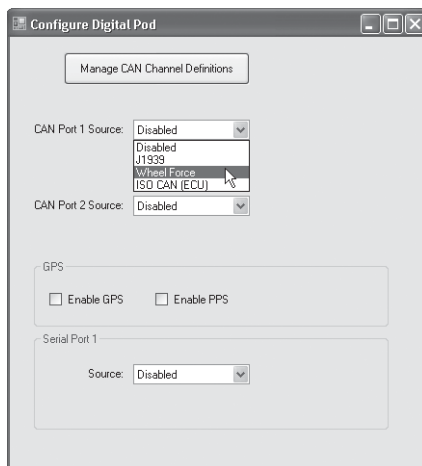 Configure Digital Pod
Manage CAN Channel Definitions
CAN Port 1 Source: Disabled
Disabled
J1939
Wheel Force
ISO CAN (ECU)
CAN Port 2 Source: Disabled
GPS
Enable GPS Enable PPS
Serial Port 1
Source: Disabled